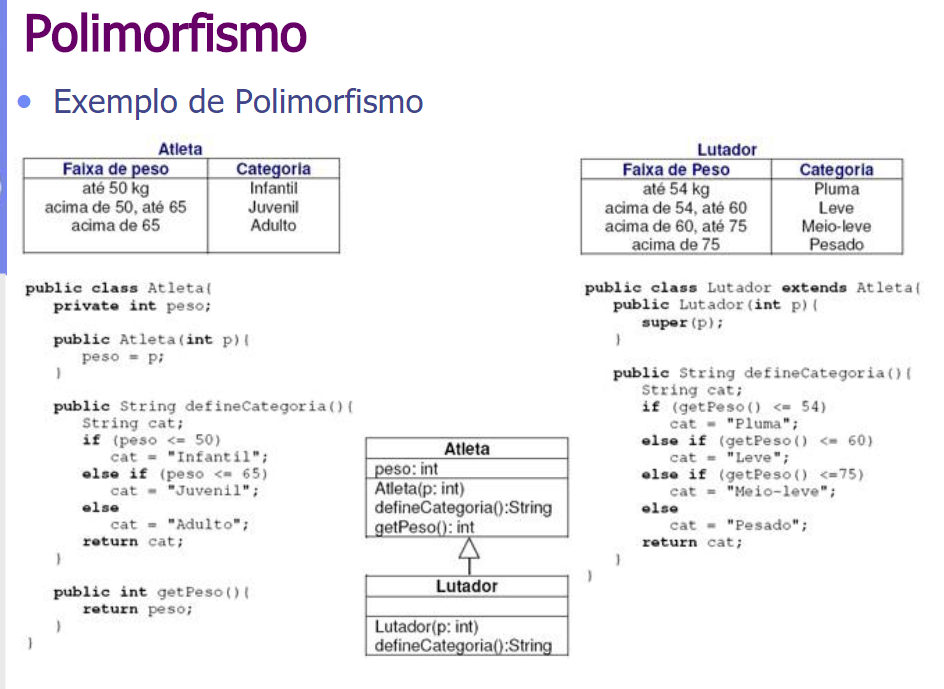 Polimorfismo
• Exemplo de Polimorfismo
Atleta
Faixa de peso Categoria
até 50 kg Infantil
acima de 50, até 65 Juvenil
acima de 65 Adulto
Lutador
Faixa de Peso Categoria
até 54 kg Pluma
acima de 54, até 60 Leve
acima de 60, até 75 Meio-leve
acima de 75 Pesado
public class Atleta{
private int peso;
public Atleta(int p){
peso = p;
}
public String defineCategoria(){
String cat;
if (peso <= 50)
cat = "Infantil";
else if (peso <= 65)
cat = "Juvenil";
else
cat = "Adulto";
return cat;
}
public int getPeso(){
return peso;
}
}
Atleta
peso: int
Atleta(p: int)
defineCategoria():String
getPeso(): int
Lutador
Lutador(p: int)
defineCategoria():String
public class Lutador extends Atleta{
public Lutador(int p){
super(p);
}
public String defineCategoria(){
String cat;
if (getPeso() <= 54)
cat = "Pluma";
else if (getPeso() <= 60)
cat = "Leve";
else if (getPeso() <=75)
cat = "Meio-leve";
else
cat = "Pesado";
return cat;
}
}